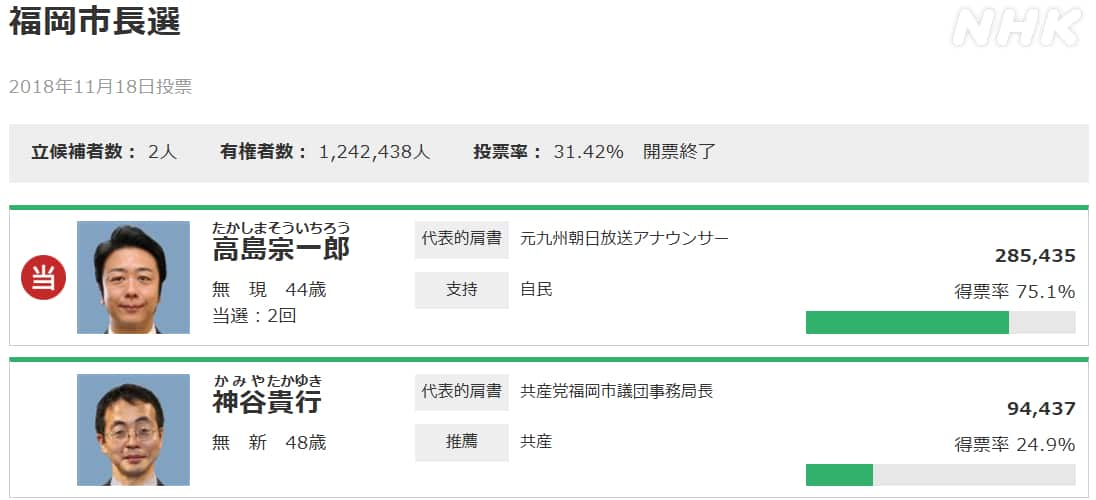 福岡市長選
NHK
2018年11月18日投票
立候補者数： 2人 有権者数： 1,242,438人 投票率： 31.42% 開票終了
当
たかしまそういちろう
高島宗一郎
無 現 44歳
当選：2回
代表的肩書 元九州朝日放送アナウンサー
支持 自民
285,435
得票率 75.1%
かみやたかゆき
神谷貴行
無 新 48歳
代表的肩書 共産党福岡市議団事務局長
推薦 共産
94,437
得票率 24.9%